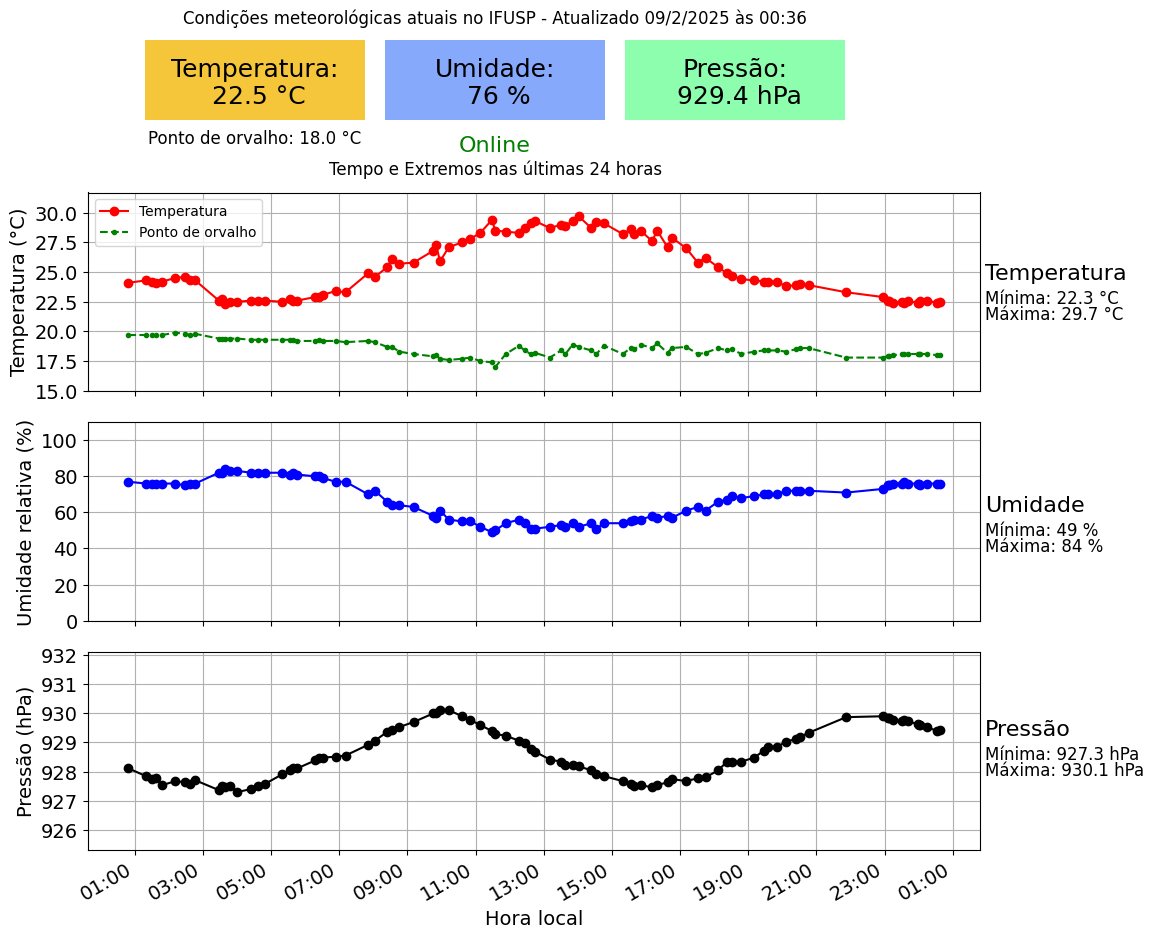 Condições meteorológicas atuais no IFUSP - Atualizado 09/2/2025 às 00:36
Temperatura:
22.5 °C
Umidade:
76 %
Pressão:
929.4 hPa
Ponto de orvalho: 18.0 °C
Online
Tempo e Extremos nas últimas 24 horas
Temperatura (°C)
30.0
27.5
25.0
22.5
20.0
17.5
15.0
Temperatura
Ponto de orvalho
Temperatura
Mínima: 22.3 °C
Máxima: 29.7 °C
Umidade relativa (%)
100
80
60
40
20
0
Umidade
Mínima: 49 %
Máxima: 84 %
Pressão (hPa)
932
931
930
929
928
927
926
Pressão
Mínima: 927.3 hPa
Máxima: 930.1 hPa
01:00 03:00 05:00 07:00 09:00 11:00 13:00 15:00 17:00 19:00 21:00 23:00 01:00
Hora local